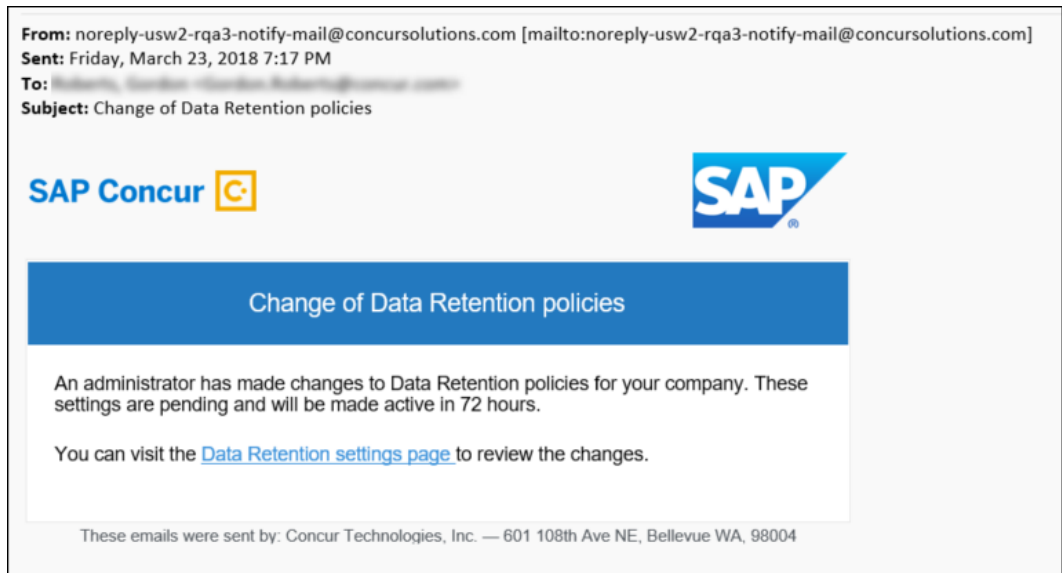 From: noreply-usw2-rqa3-notify-mail@concursolutions.com [mailto:noreply-usw2-rqa3-notify-mail@concursolutions.com]
Sent: Friday, March 23, 2018 7:17 PM
To:
Subject: Change of Data Retention policies
SAP Concur C.
SAP ®
Change of Data Retention policies
An administrator has made changes to Data Retention policies for your company. These
settings are pending and will be made active in 72 hours.
You can visit the Data Retention settings page to review the changes.
These emails were sent by: Concur Technologies, Inc. — 601 108th Ave NE, Bellevue WA, 98004